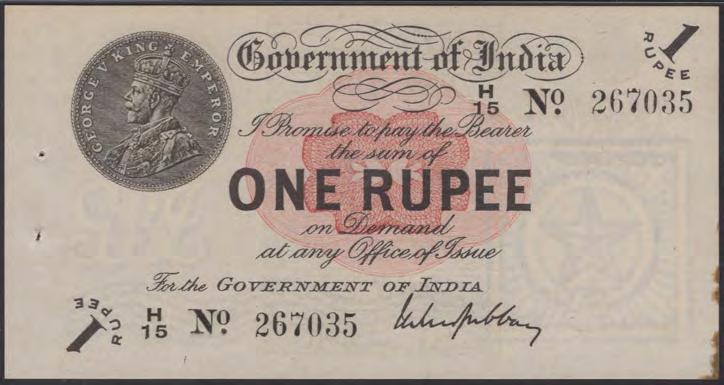 GEORGE V KING EMPEROR
Government of India
1 RUPEE
H/15 Nº 267035
I Promise to pay the Bearer
the sum of
ONE RUPEE
on Demand
at any Office of Issue
For the GOVERNMENT OF INDIA
1 RUPEE
H/15 Nº 267035